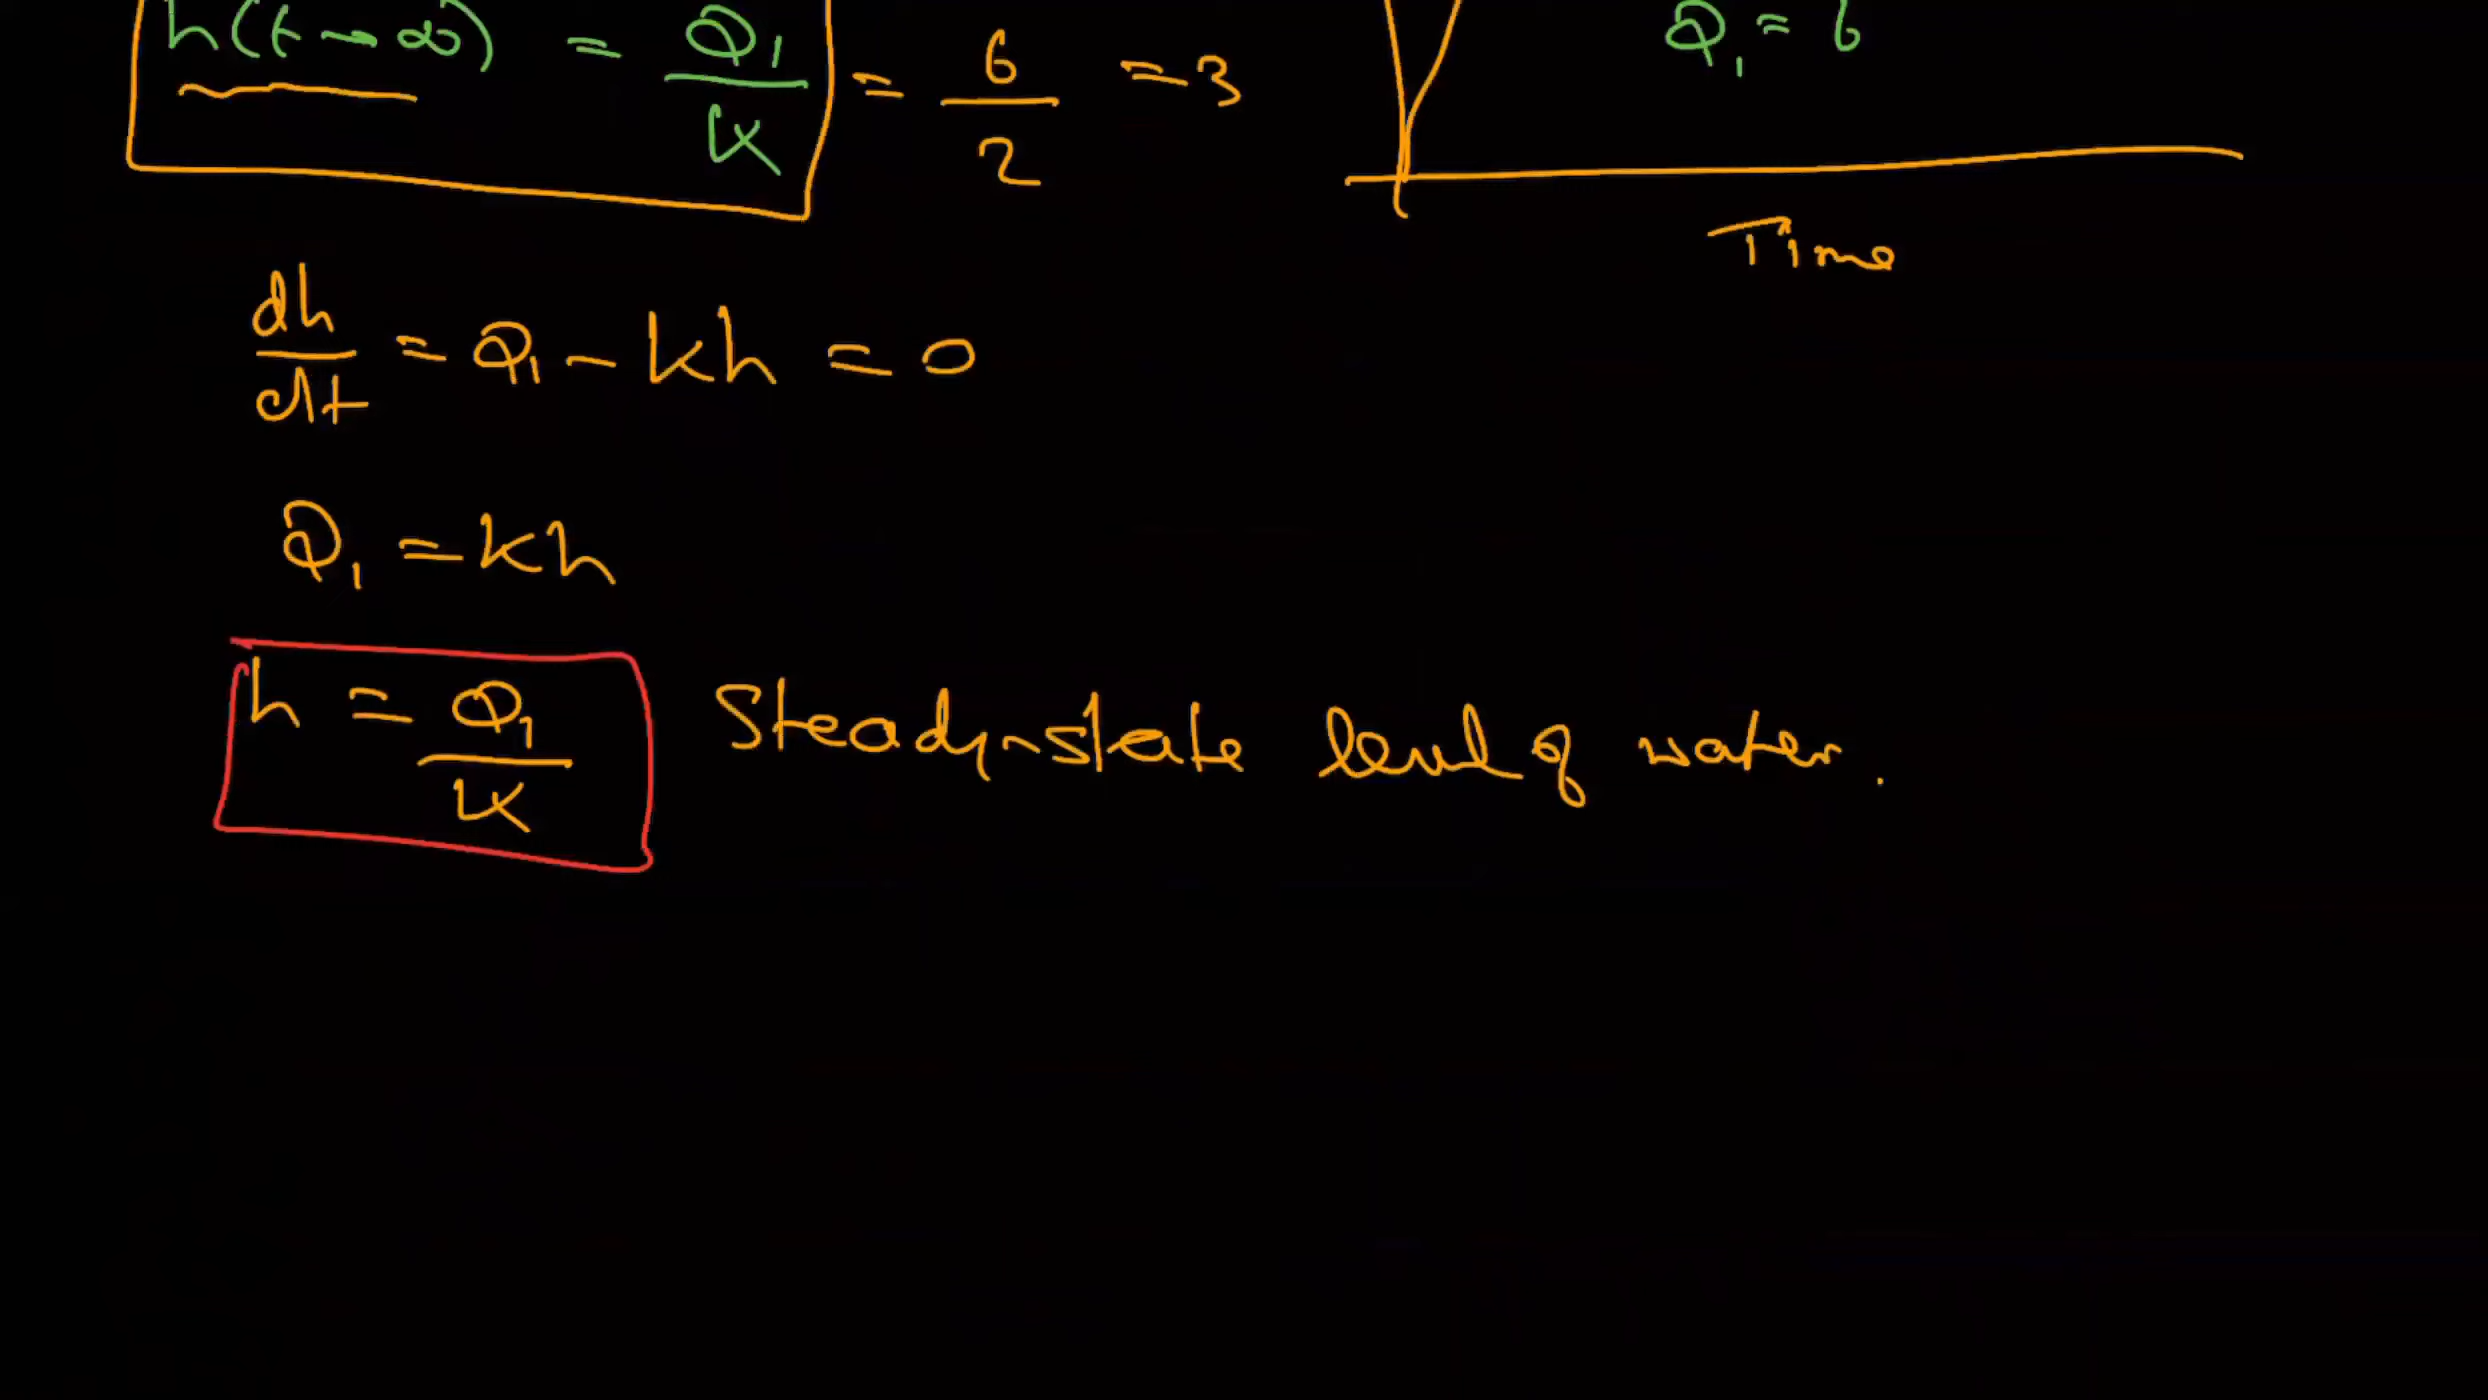 h(t→∞) = Q₁/k = 6/2 = 3
Q₁ = 6
Time
dh/dt = Q₁ - kh = 0
Q₁ = kh
h = Q₁/k Steady-state level of water.